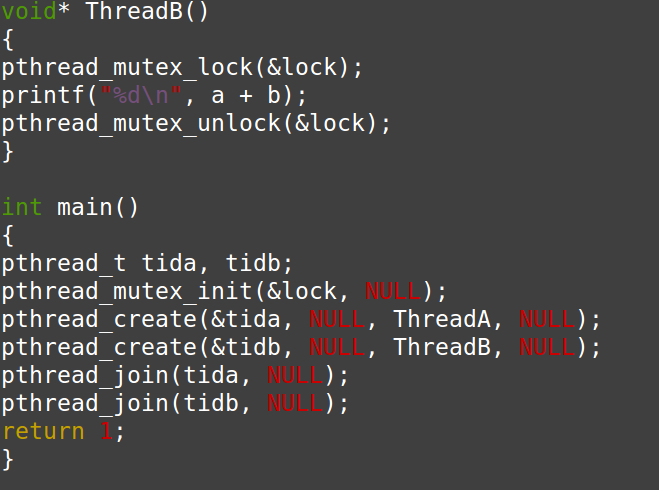 void* ThreadB()
{
pthread_mutex_lock(&lock);
printf("%d\n", a + b);
pthread_mutex_unlock(&lock);
}
int main()
{
pthread_t tida, tidb;
pthread_mutex_init(&lock, NULL);
pthread_create(&tida, NULL, ThreadA, NULL);
pthread_create(&tidb, NULL, ThreadB, NULL);
pthread_join(tida, NULL);
pthread_join(tidb, NULL);
return 1;
}